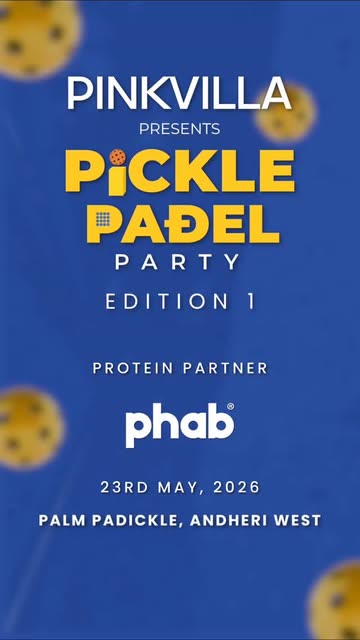 PINKVILLA
PRESENTS
PiCKLE
PADEL
PARTY
EDITION 1
PROTEIN PARTNER
phab®
23RD MAY, 2026
PALM PADICKLE, ANDHERI WEST